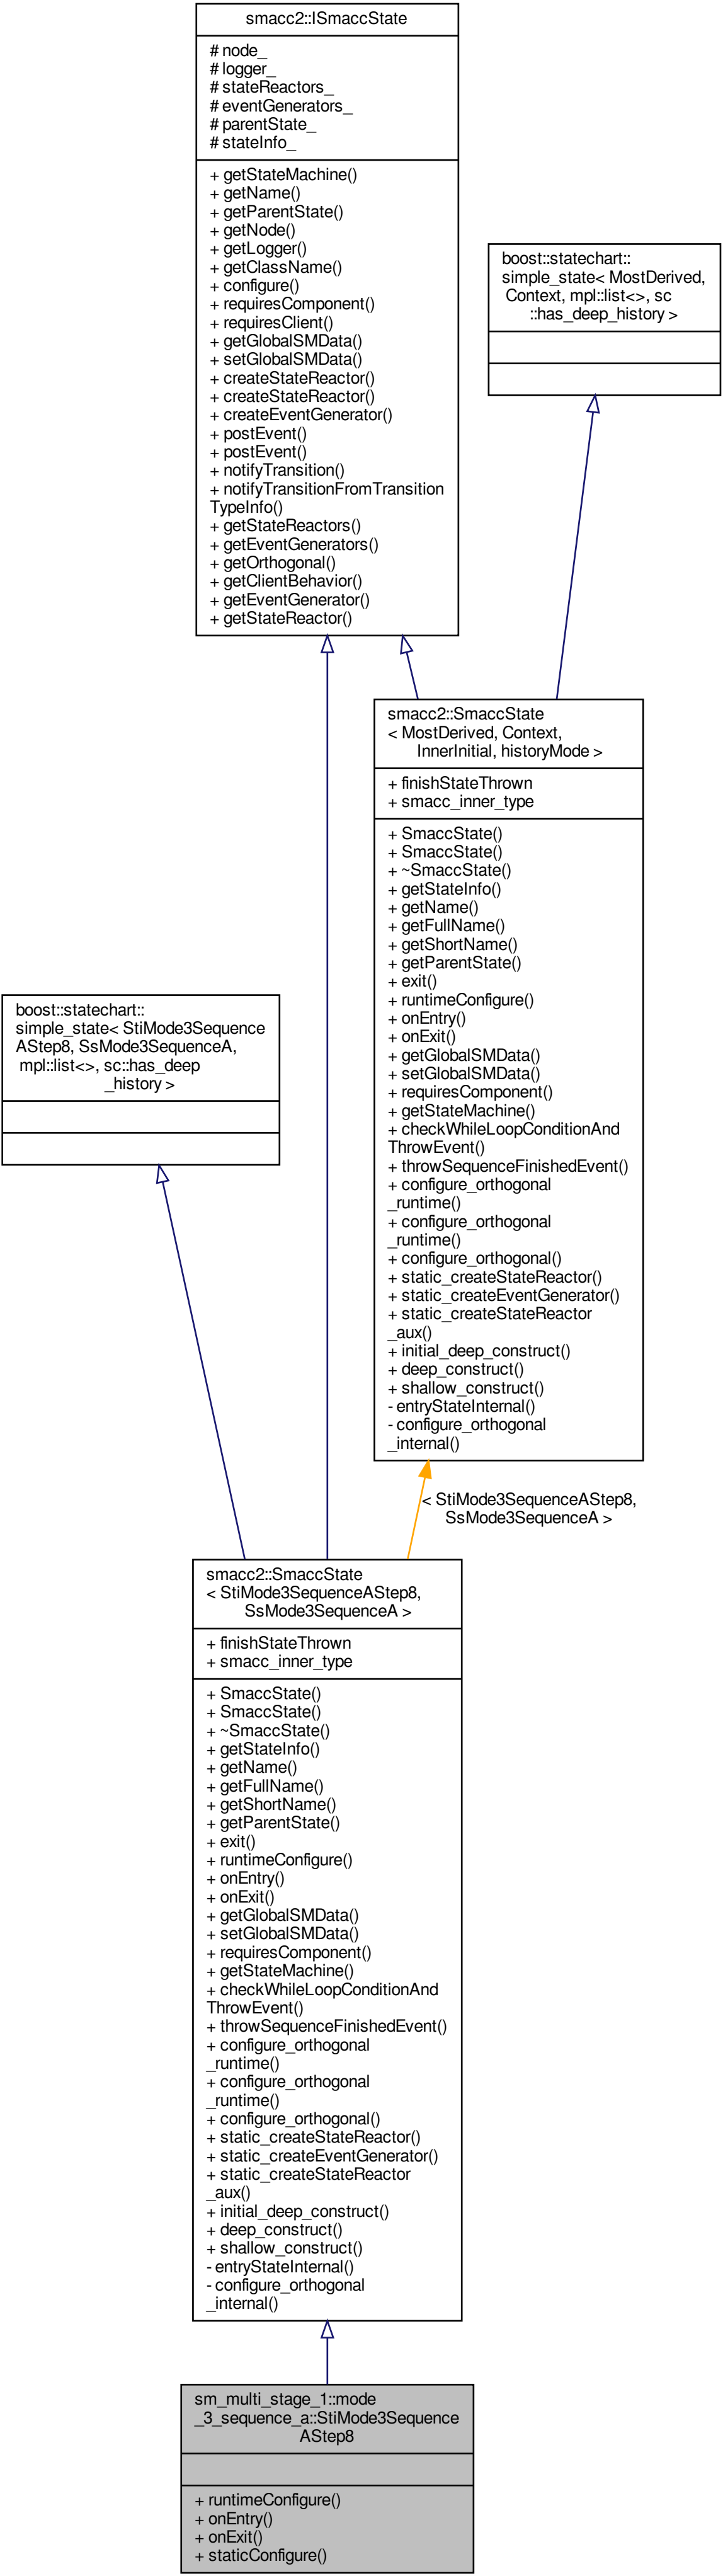 smacc2::ISmaccState
# node_
# logger_
# stateReactors_
# eventGenerators_
# parentState_
# stateInfo_
+ getStateMachine()
+ getName()
+ getParentState()
+ getNode()
+ getLogger()
+ getClassName()
+ configure()
+ requiresComponent()
+ requiresClient()
+ getGlobalSMData()
+ setGlobalSMData()
+ createStateReactor()
+ createStateReactor()
+ createEventGenerator()
+ postEvent()
+ postEvent()
+ notifyTransition()
+ notifyTransitionFromTransition
TypeInfo()
+ getStateReactors()
+ getEventGenerators()
+ getOrthogonal()
+ getClientBehavior()
+ getEventGenerator()
+ getStateReactor()
boost::statechart::
simple_state< MostDerived,
Context, mpl::list<>, sc
::has_deep_history >
smacc2::SmaccState
< MostDerived, Context,
InnerInitial, historyMode >
+ finishStateThrown
+ smacc_inner_type
+ SmaccState()
+ SmaccState()
+ ~SmaccState()
+ getStateInfo()
+ getName()
+ getFullName()
+ getShortName()
+ getParentState()
+ exit()
+ runtimeConfigure()
+ onEntry()
+ onExit()
+ getGlobalSMData()
+ setGlobalSMData()
+ requiresComponent()
+ getStateMachine()
+ checkWhileLoopConditionAnd
ThrowEvent()
+ throwSequenceFinishedEvent()
+ configure_orthogonal
_runtime()
+ configure_orthogonal
_runtime()
+ configure_orthogonal()
+ static_createStateReactor()
+ static_createEventGenerator()
+ static_createStateReactor
_aux()
+ initial_deep_construct()
+ deep_construct()
+ shallow_construct()
- entryStateInternal()
- configure_orthogonal
_internal()
boost::statechart::
simple_state< StiMode3Sequence
AStep8, SsMode3SequenceA,
mpl::list<>, sc::has_deep
_history >
< StiMode3SequenceAStep8,
SsMode3SequenceA >
smacc2::SmaccState
< StiMode3SequenceAStep8,
SsMode3SequenceA >
+ finishStateThrown
+ smacc_inner_type
+ SmaccState()
+ SmaccState()
+ ~SmaccState()
+ getStateInfo()
+ getName()
+ getFullName()
+ getShortName()
+ getParentState()
+ exit()
+ runtimeConfigure()
+ onEntry()
+ onExit()
+ getGlobalSMData()
+ setGlobalSMData()
+ requiresComponent()
+ getStateMachine()
+ checkWhileLoopConditionAnd
ThrowEvent()
+ throwSequenceFinishedEvent()
+ configure_orthogonal
_runtime()
+ configure_orthogonal
_runtime()
+ configure_orthogonal()
+ static_createStateReactor()
+ static_createEventGenerator()
+ static_createStateReactor
_aux()
+ initial_deep_construct()
+ deep_construct()
+ shallow_construct()
- entryStateInternal()
- configure_orthogonal
_internal()
sm_multi_stage_1::mode
_3_sequence_a::StiMode3Sequence
AStep8
+ runtimeConfigure()
+ onEntry()
+ onExit()
+ staticConfigure()